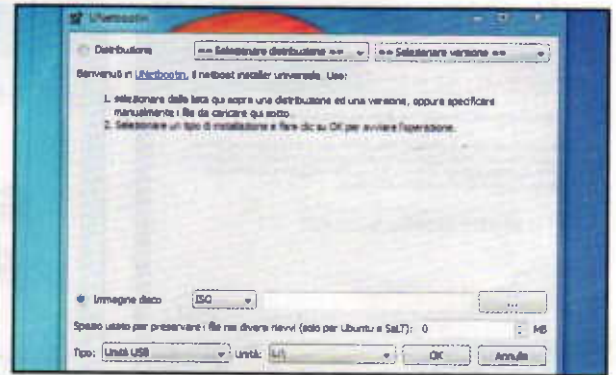 UNetbootin
Distribuzione == Selezionare distribuzione == == Selezionare versione ==
Benvenuti in UNetbootin, il netboot installer universale. Uso:
1. selezionare dalla lista qui sopra una distribuzione ed una versione, oppure specificare
manualmente i file da caricare qui sotto.
2. Selezionare un tipo di installazione e fare clic su OK per avviare l'operazione.
Immagine disco ISO ...
Spazio usato per preservare i file nei diversi riavvii (solo per Ubuntu e SaLT): 0 MB
Tipo: Unità USB Unità: OK Annulla